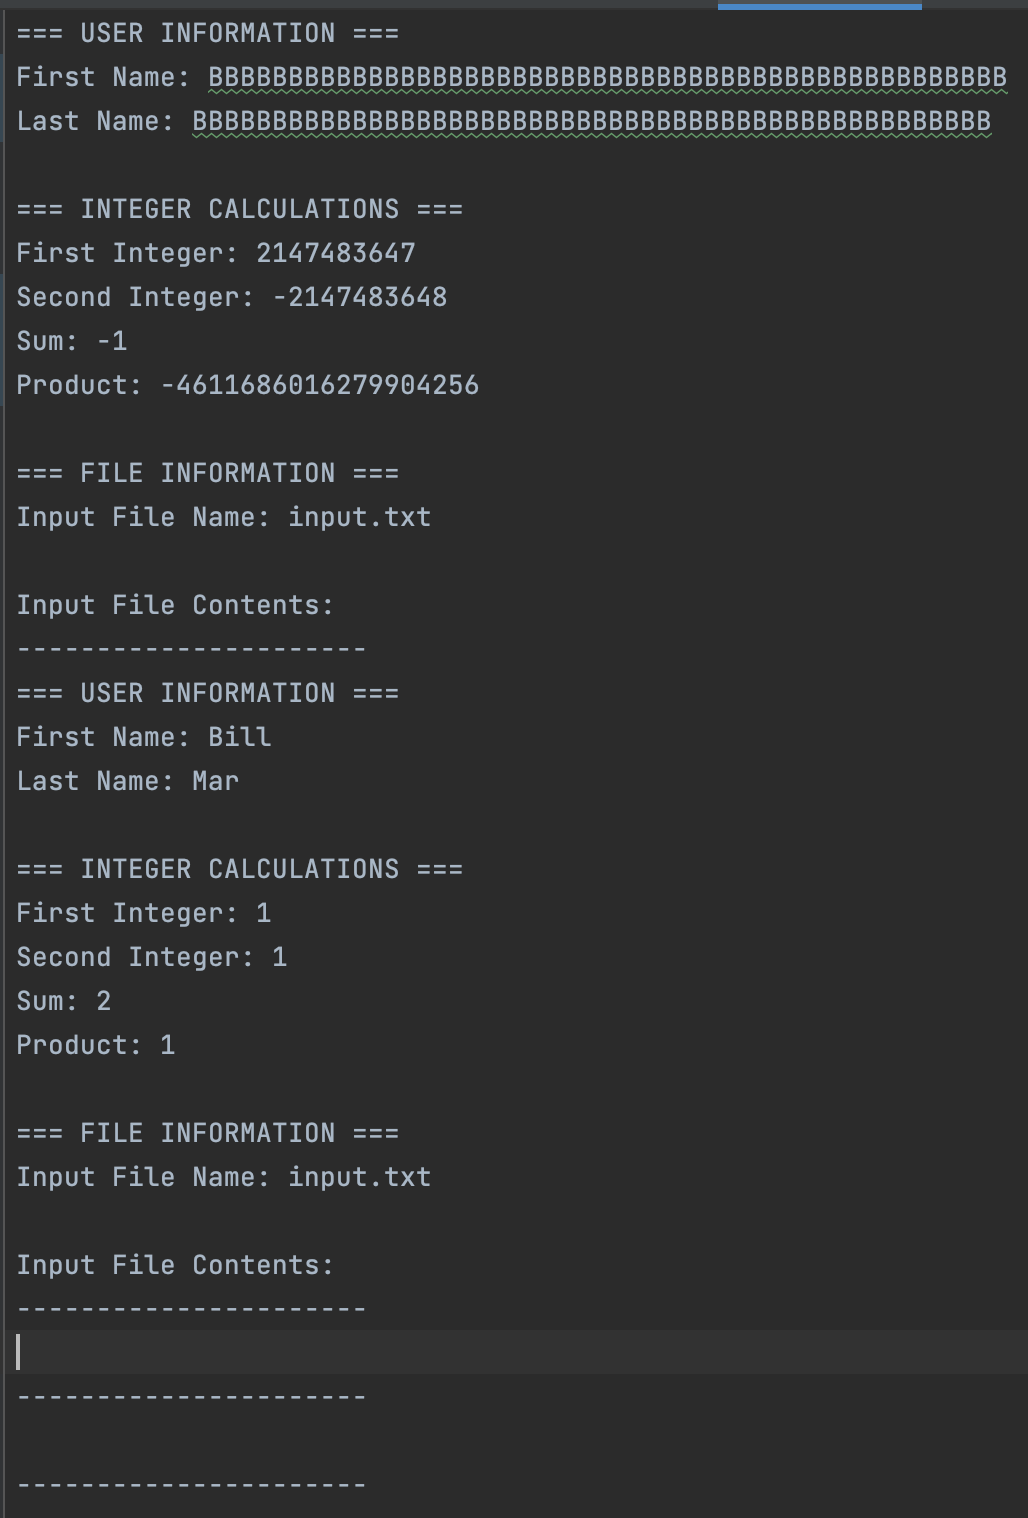 === USER INFORMATION ===
First Name: BBBBBBBBBBBBBBBBBBBBBBBBBBBBBBBBBBBBBBBBBBBBBBBBBB
Last Name: BBBBBBBBBBBBBBBBBBBBBBBBBBBBBBBBBBBBBBBBBBBBBBBBBB
=== INTEGER CALCULATIONS ===
First Integer: 2147483647
Second Integer: -2147483648
Sum: -1
Product: -4611686016279904256
=== FILE INFORMATION ===
Input File Name: input.txt
Input File Contents:
----------------------
=== USER INFORMATION ===
First Name: Bill
Last Name: Mar
=== INTEGER CALCULATIONS ===
First Integer: 1
Second Integer: 1
Sum: 2
Product: 1
=== FILE INFORMATION ===
Input File Name: input.txt
Input File Contents:
----------------------
----------------------
----------------------